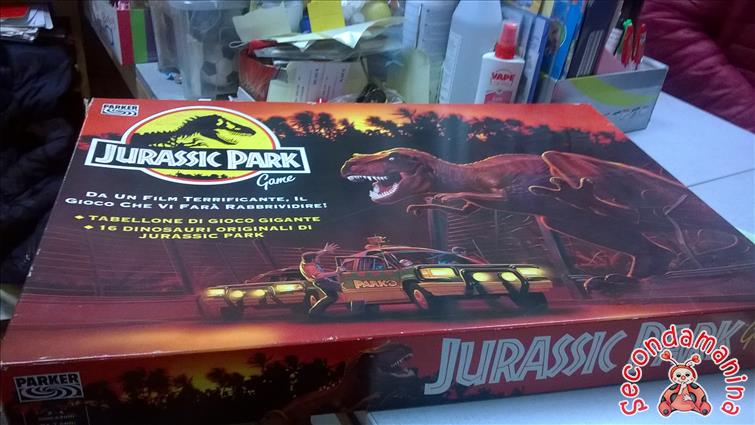 VAPE
PARKER
JURASSIC PARK
Game
DA UN FILM TERRIFICANTE, IL
GIOCO CHE VI FARÀ RABBRIVIDIRE!
TABELLONE DI GIOCO GIGANTE
16 DINOSAURI ORIGINALI DI
JURASSIC PARK
PARKER
JURASSIC PARK
secondamanina